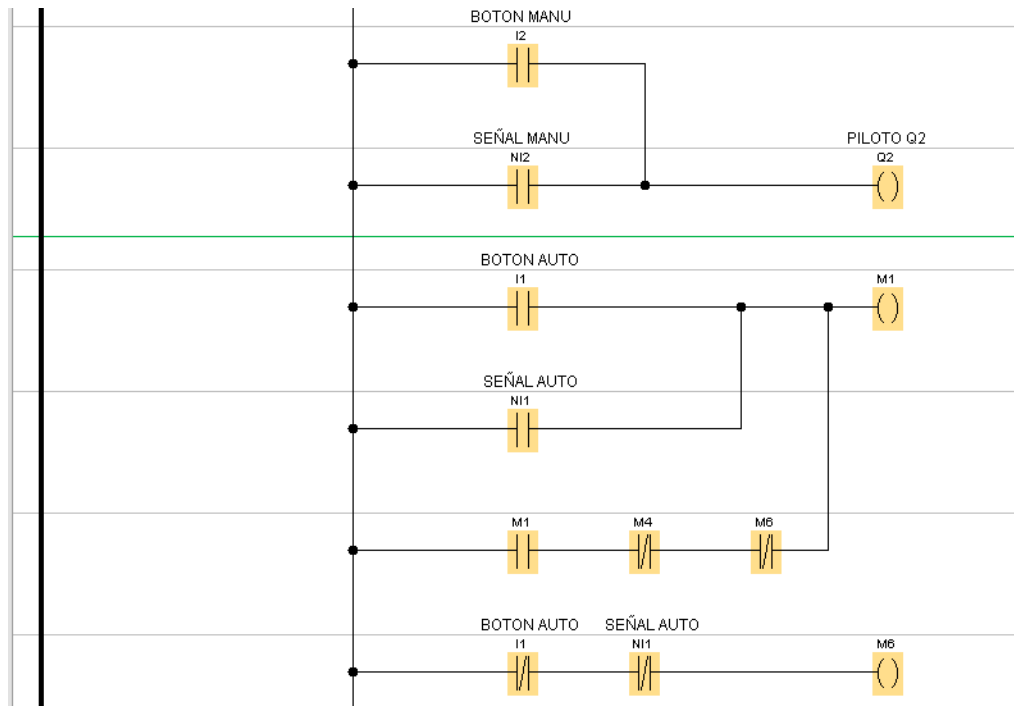 BOTON MANU
I2
SEÑAL MANU
PILOTO Q2
NI2
Q2
BOTON AUTO
I1
M1
SEÑAL AUTO
NI1
M1
M4
M6
BOTON AUTO
SEÑAL AUTO
I1
NI1
M6